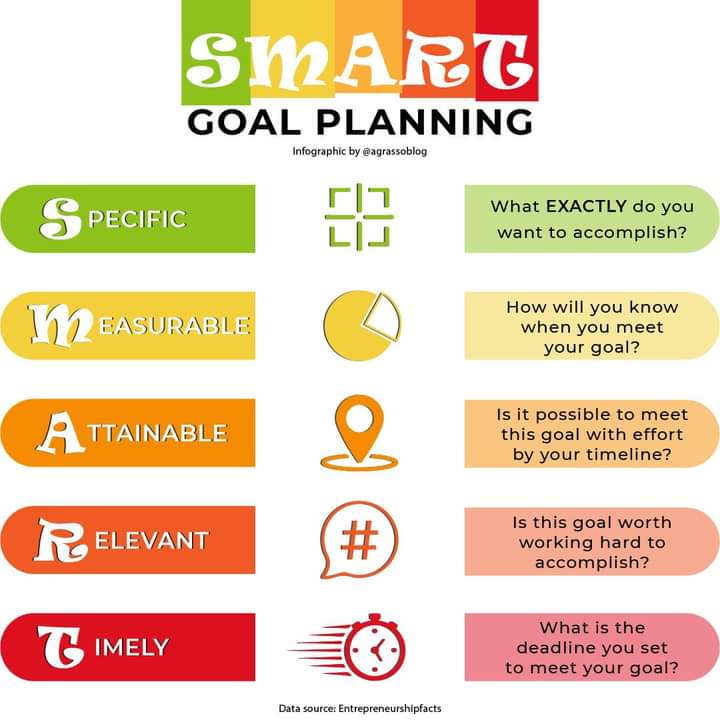 SMART
GOAL PLANNING
Infographic by @agrassoblog
SPECIFIC
What EXACTLY do you
want to accomplish?
MEASURABLE
How will you know
when you meet
your goal?
ATTAINABLE
Is it possible to meet
this goal with effort
by your timeline?
RELEVANT
#
Is this goal worth
working hard to
accomplish?
TIMELY
What is the
deadline you set
to meet your goal?
Data source: Entrepreneurshipfacts